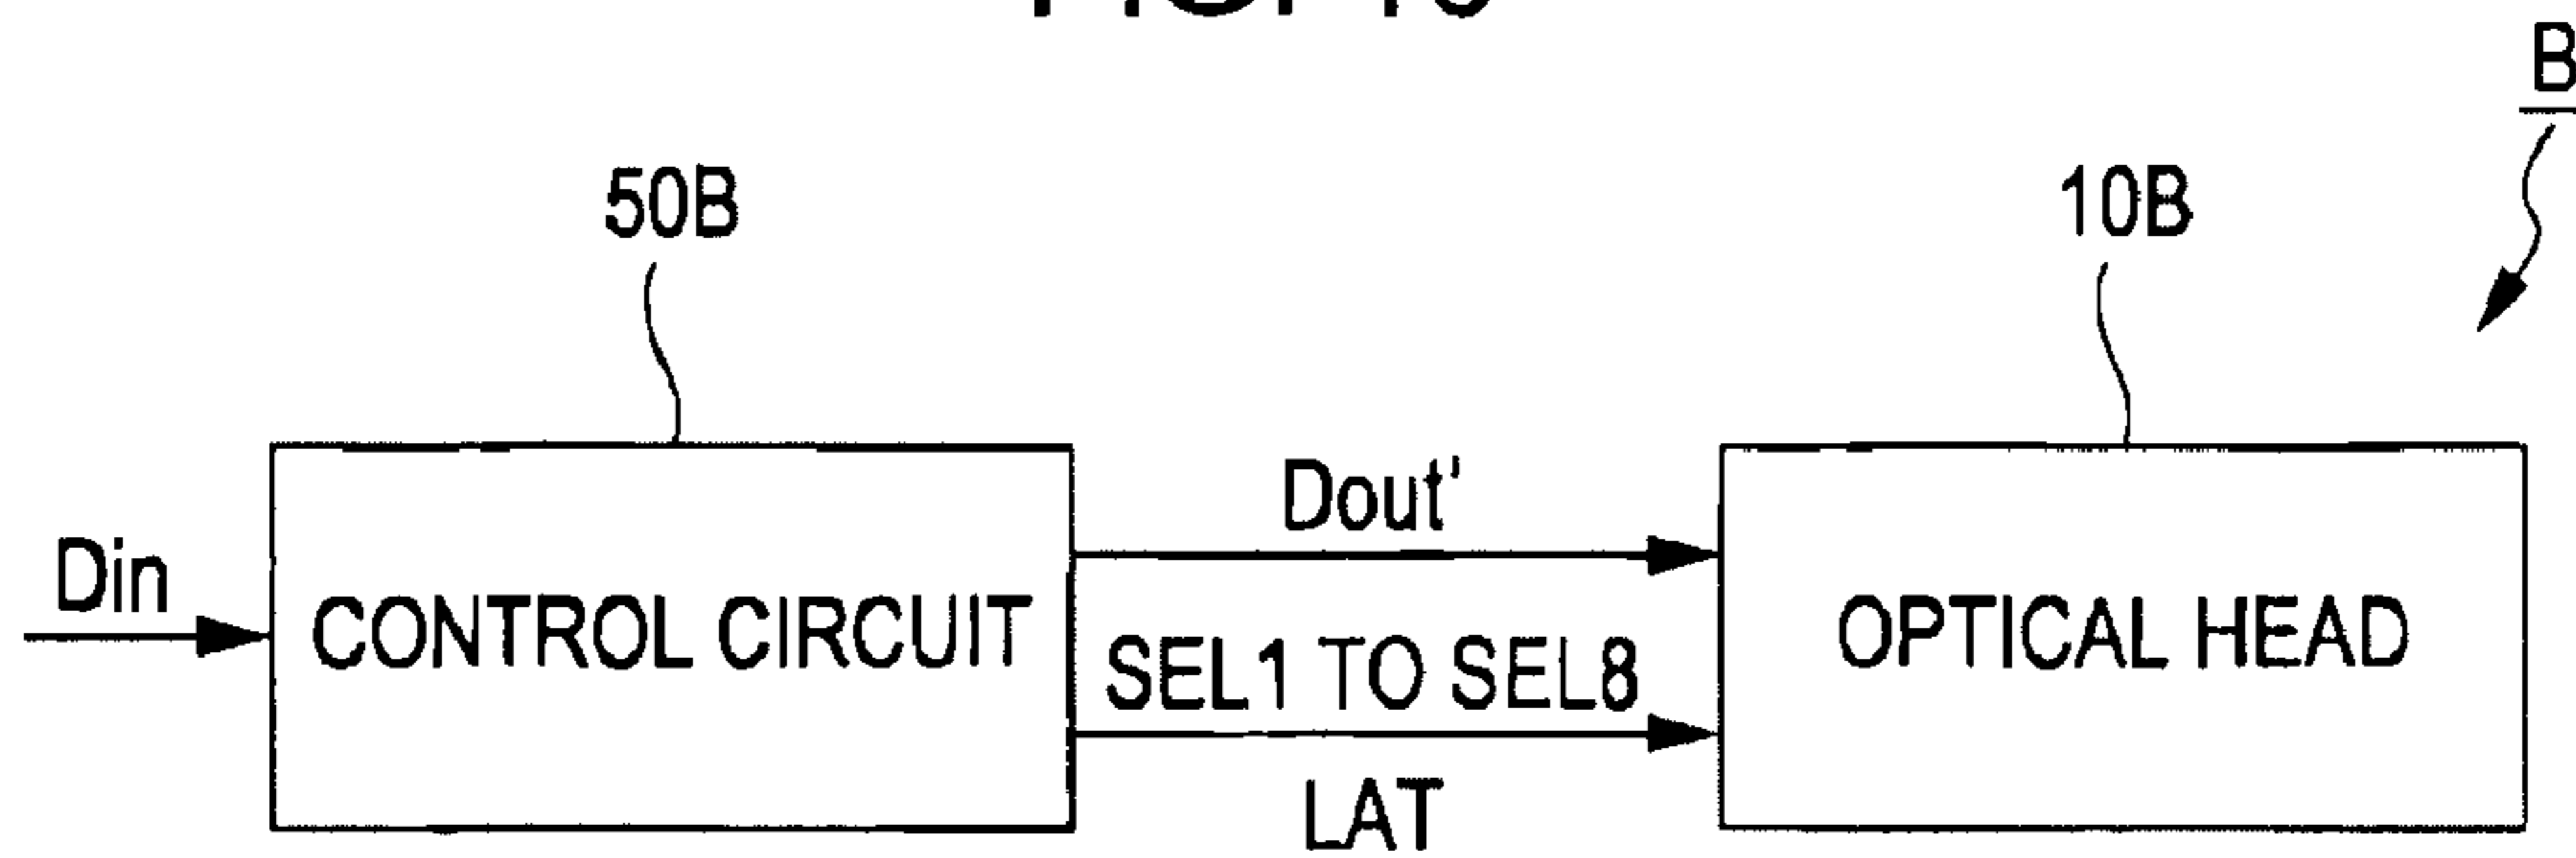 B
50B
10B
Din
CONTROL CIRCUIT
Dout'
SEL1 TO SEL8
LAT
OPTICAL HEAD